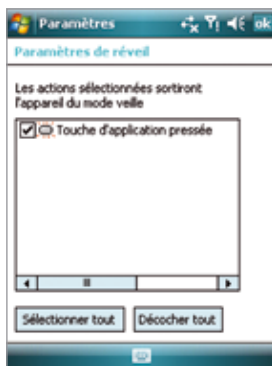 Paramètres
ok
Paramètres de réveil
Les actions sélectionnées sortiront
l'appareil du mode veille
Touche d'application pressée
Sélectionner tout
Décocher tout